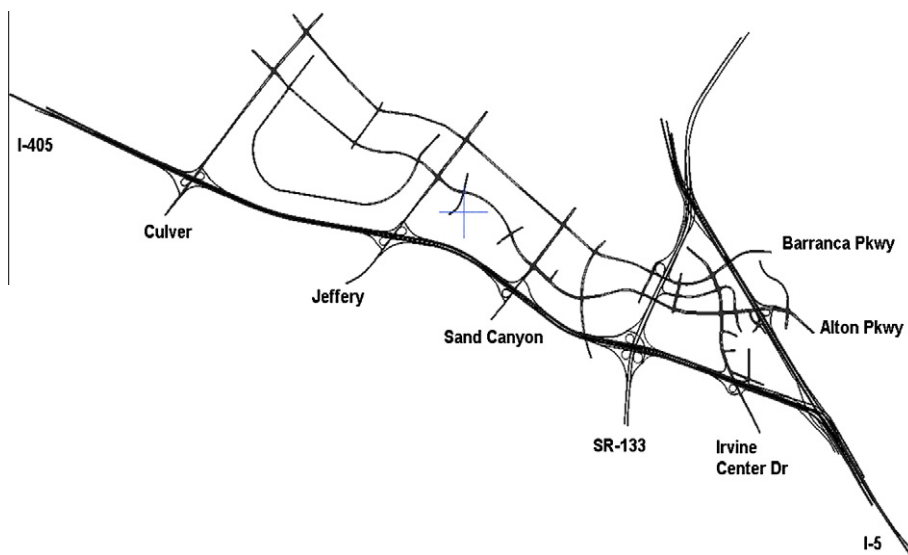 I-405
Culver
Jeffery
Sand Canyon
SR-133
Irvine
Center Dr
Barranca Pkwy
Alton Pkwy
I-5